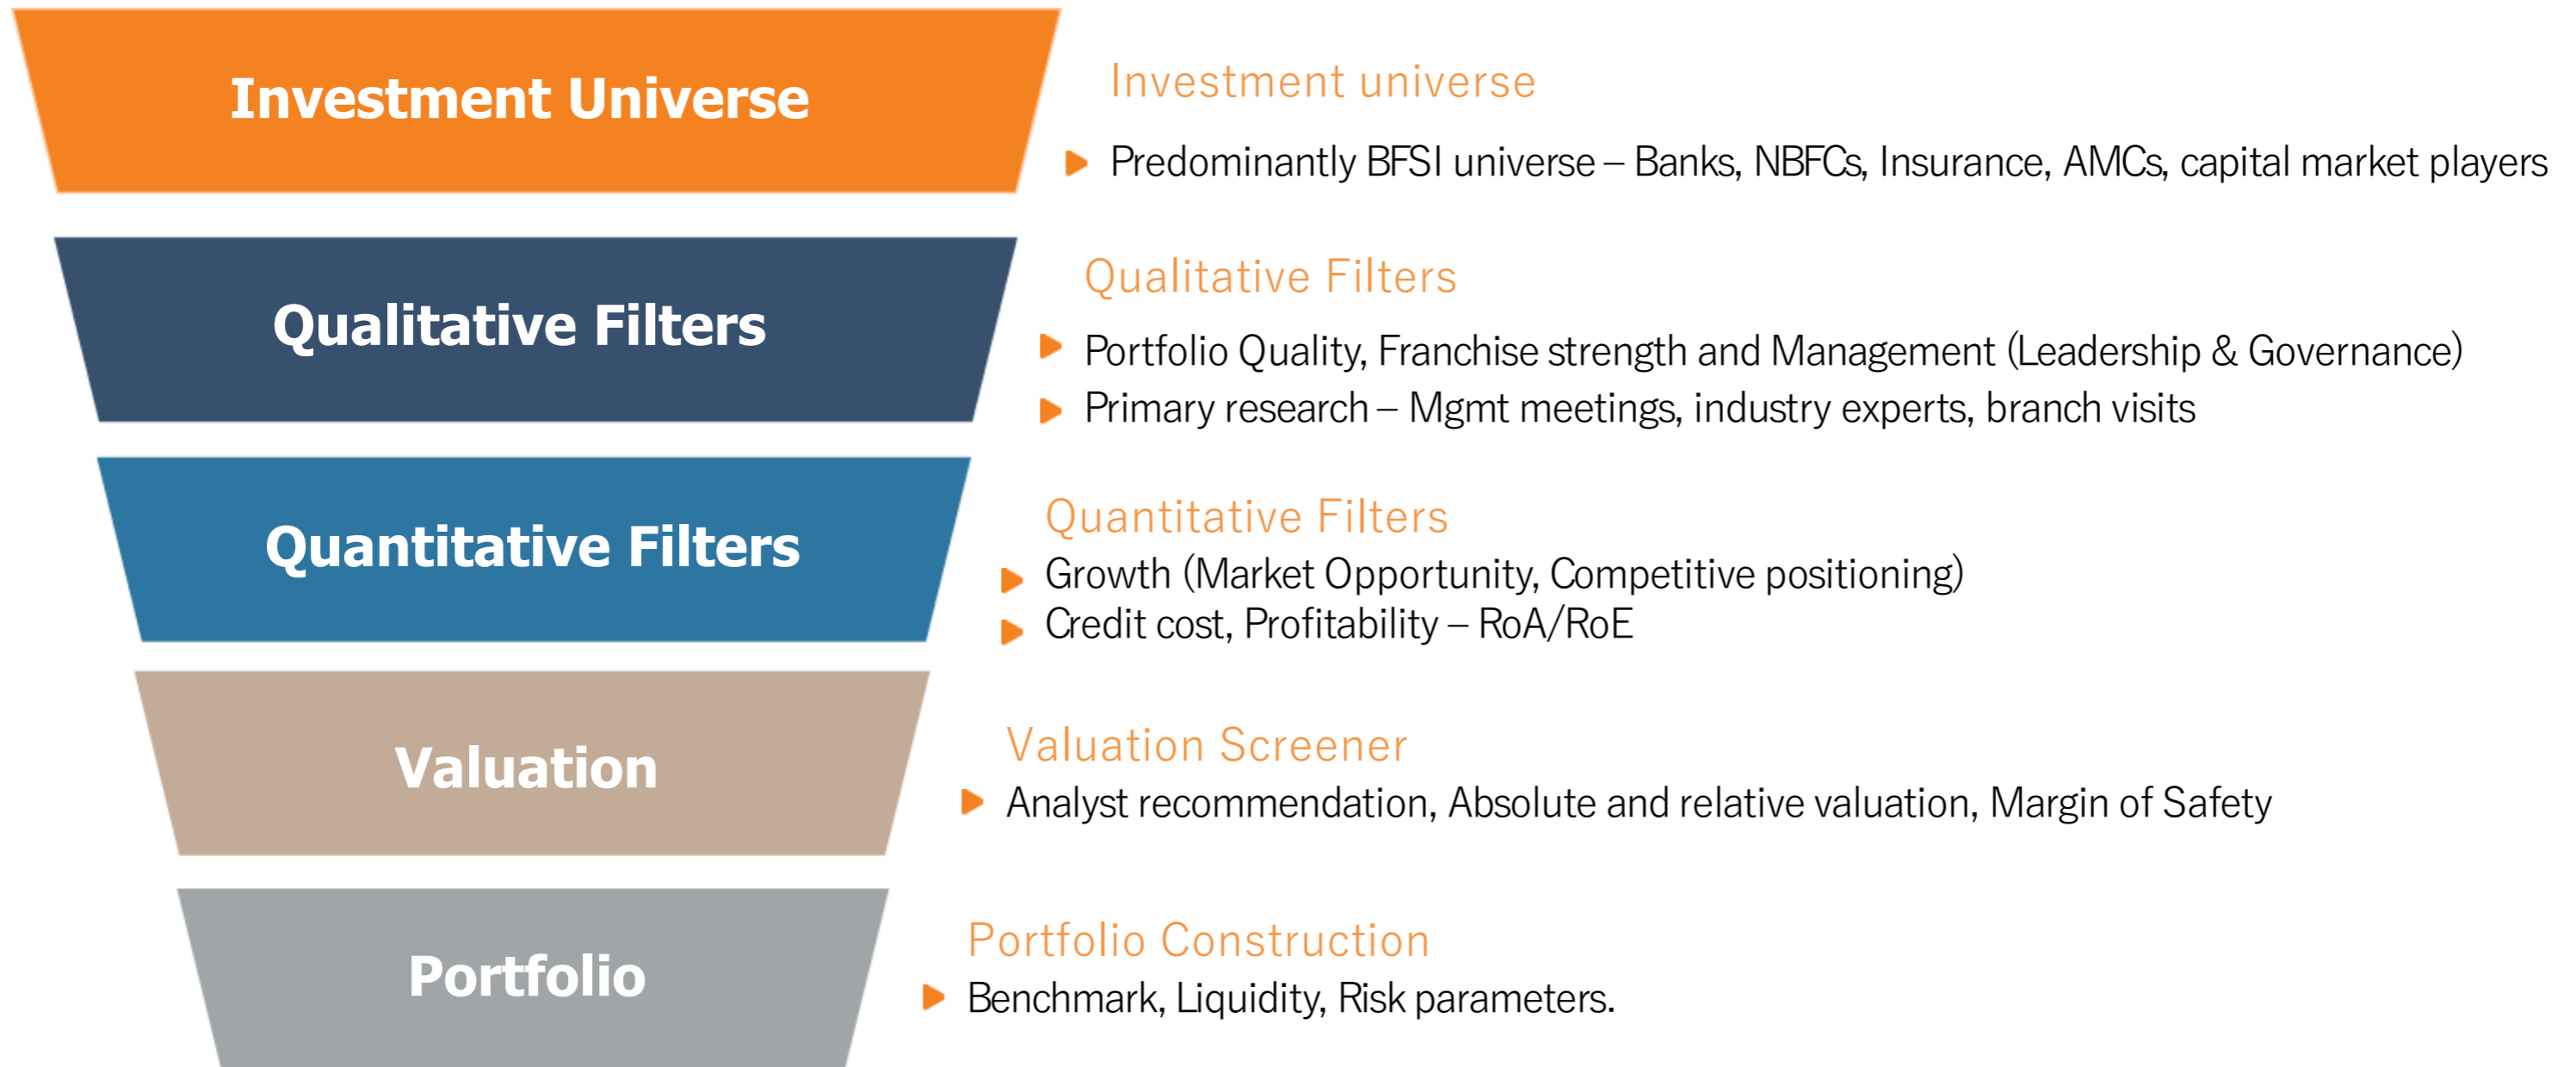 Investment Universe
Investment universe
Predominantly BFSI universe – Banks, NBFCs, Insurance, AMCs, capital market players
Qualitative Filters
Qualitative Filters
Portfolio Quality, Franchise strength and Management (Leadership & Governance)
Primary research – Mgmt meetings, industry experts, branch visits
Quantitative Filters
Quantitative Filters
Growth (Market Opportunity, Competitive positioning)
Credit cost, Profitability – RoA/RoE
Valuation
Valuation Screener
Analyst recommendation, Absolute and relative valuation, Margin of Safety
Portfolio
Portfolio Construction
Benchmark, Liquidity, Risk parameters.